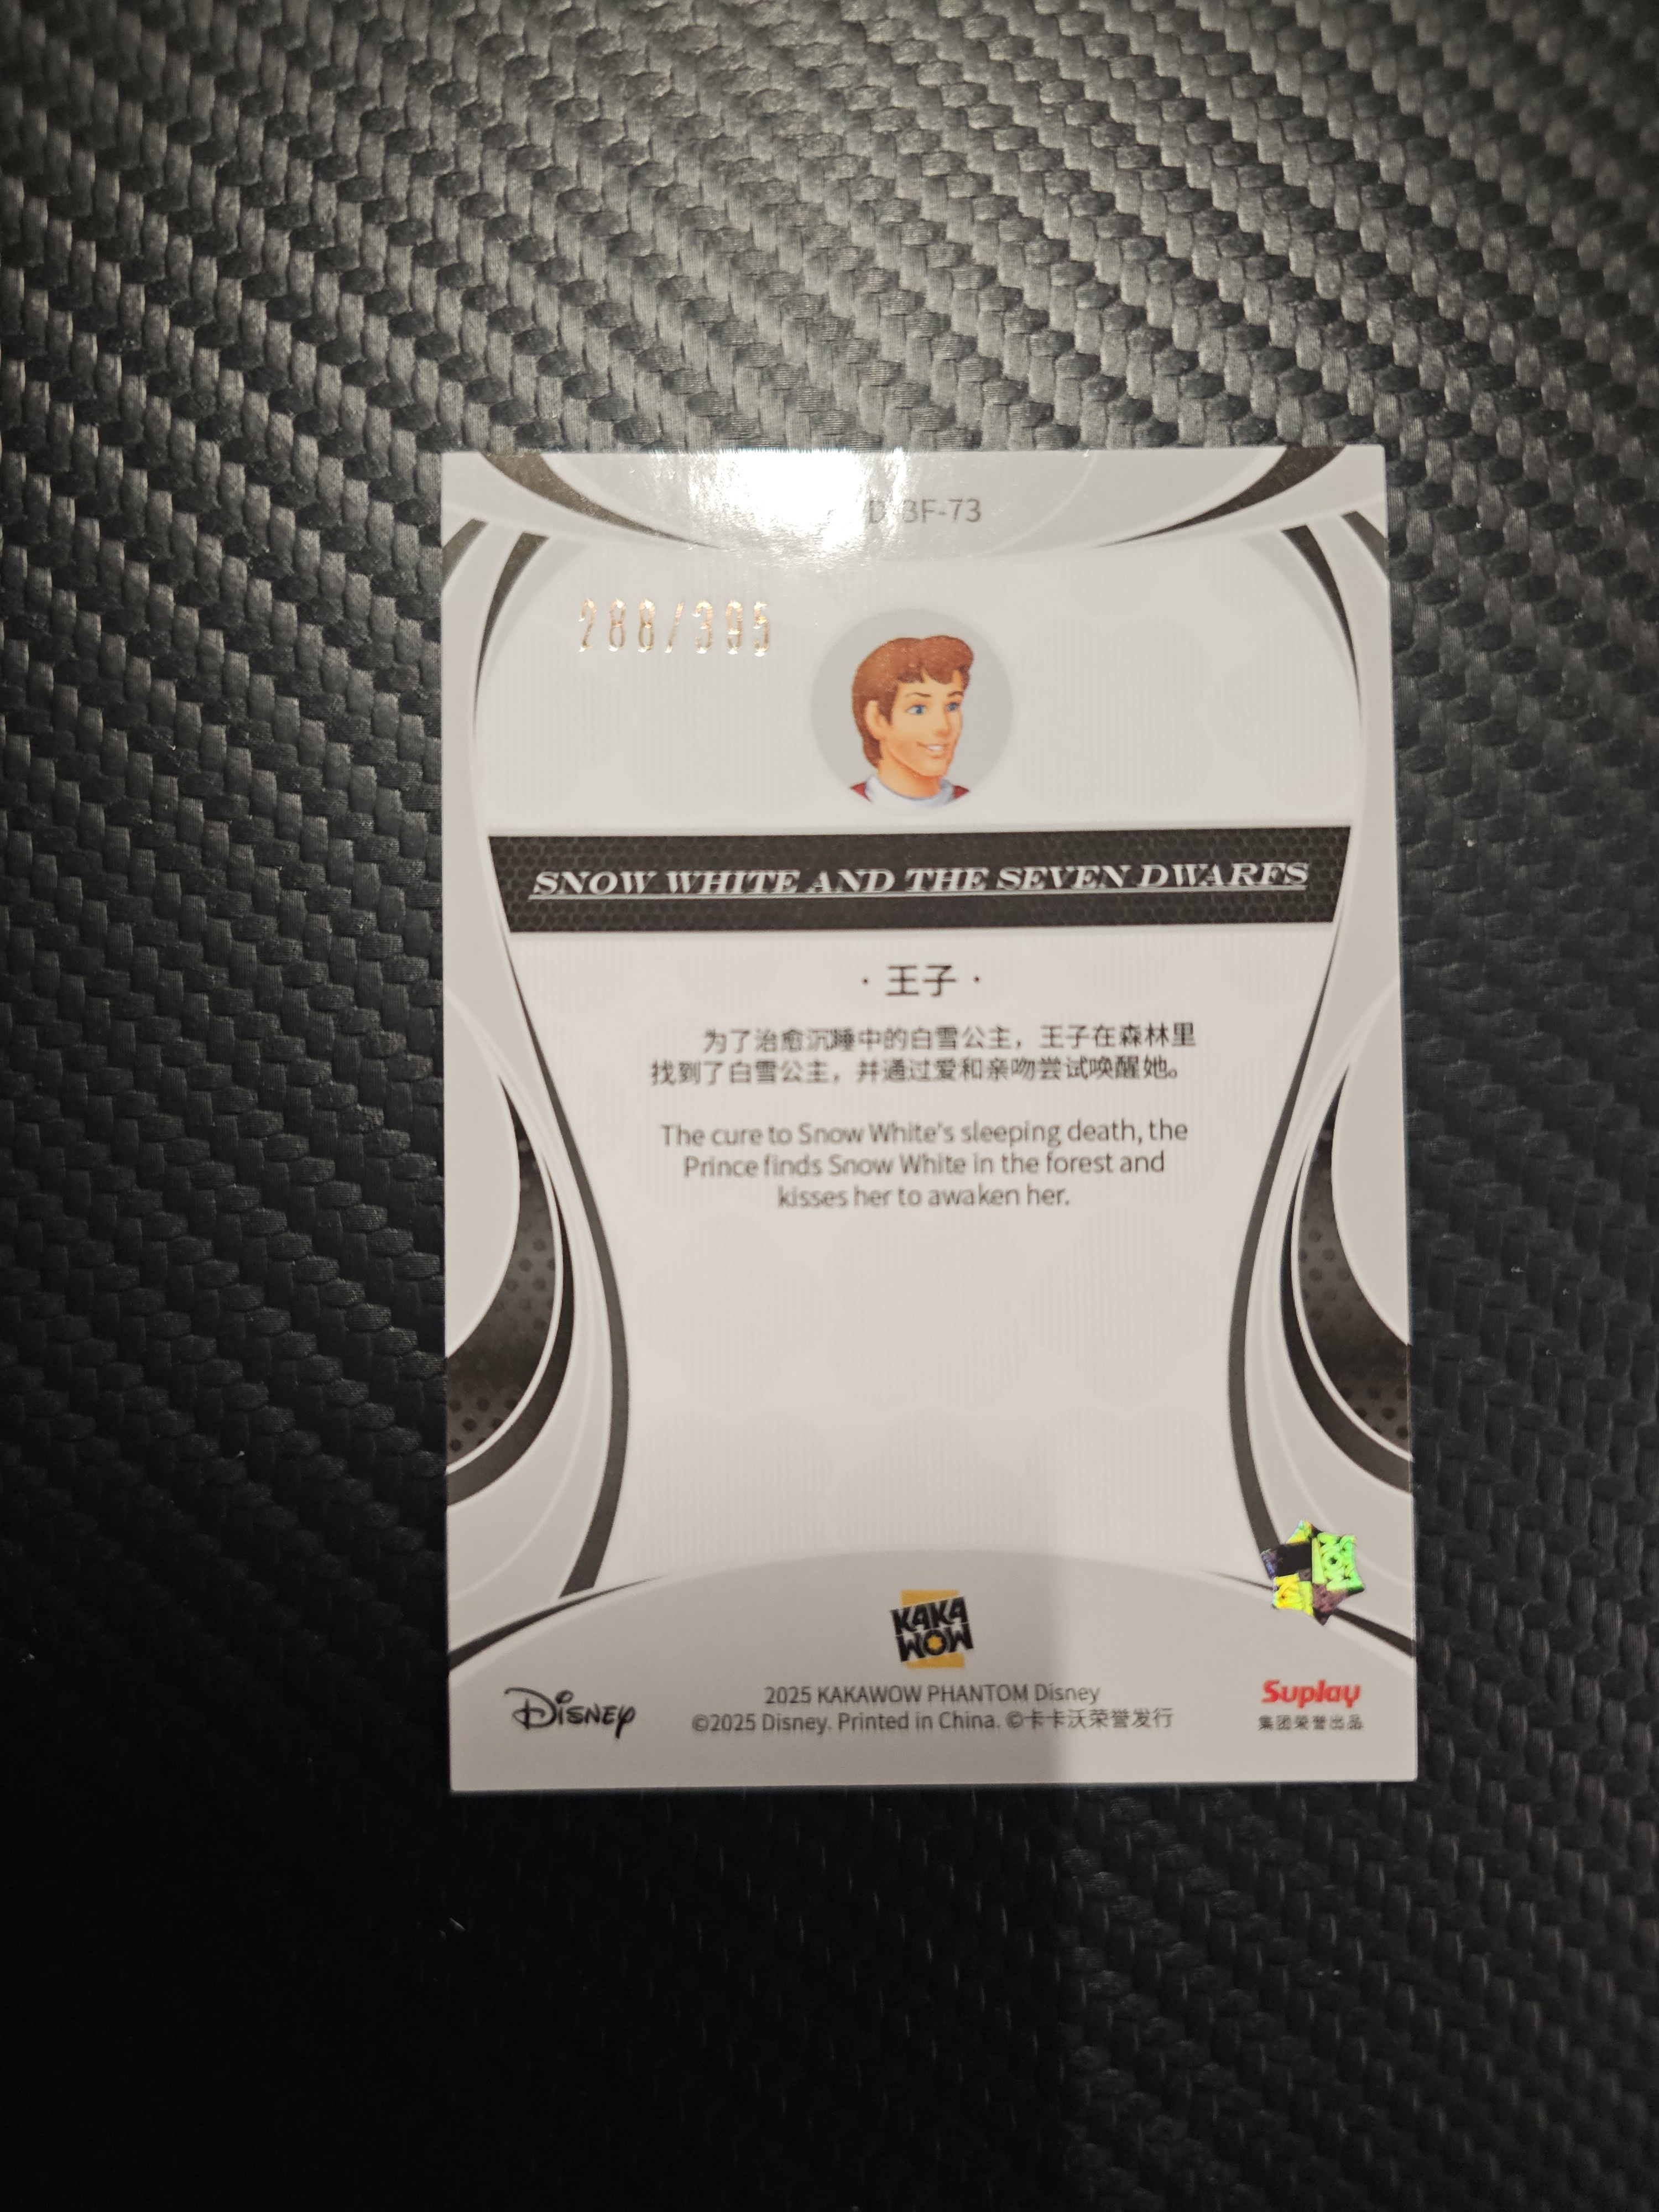 -73
288/395
SNOW WHITE AND THE SEVEN DWARFS
· 王子 ·
为了治愈沉睡中的白雪公主，王子在森林里
找到了白雪公主，并通过爱和亲吻尝试唤醒她。
The cure to Snow White's sleeping death, the
Prince finds Snow White in the forest and
kisses her to awaken her.
KAKA
WOW
Disney
2025 KAKAWOW PHANTOM Disney
©2025 Disney. Printed in China. ©卡卡沃荣誉发行
Suplay
集团荣誉出品